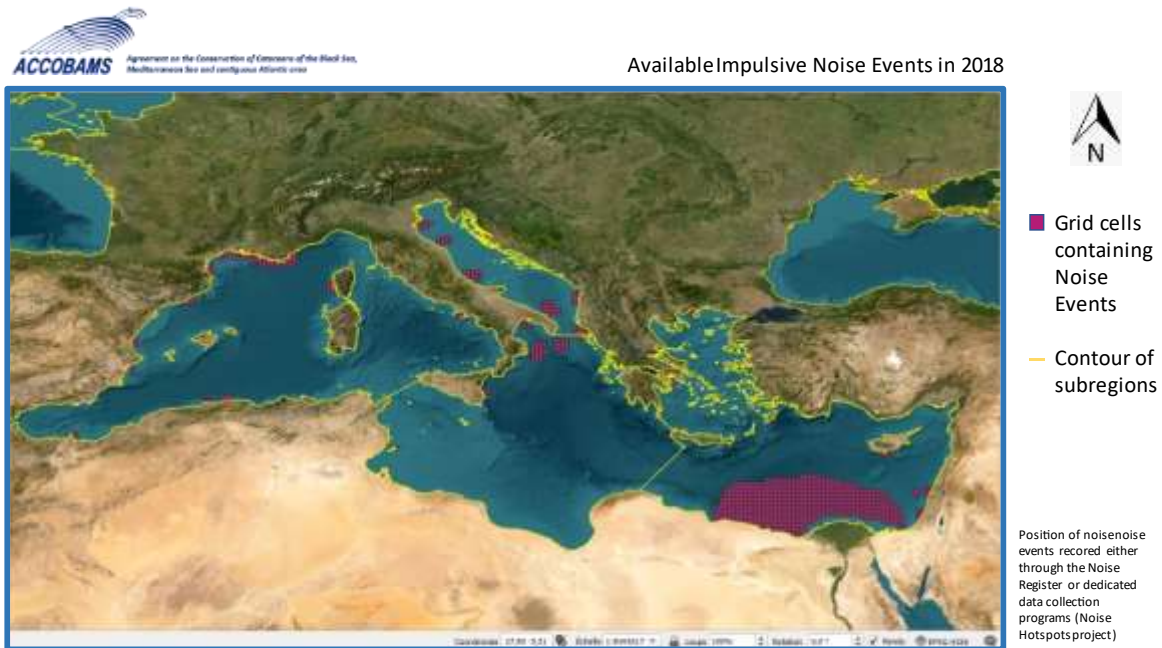 ACCOBAMS
Agreement on the Conservation of Cetaceans of the Black Sea,
Mediterranean Sea and contiguous Atlantic area
AvailableImpulsive Noise Events in 2018
N
Grid cells
containing
Noise
Events
Contour of
subregions
Position of noisenoise
events recored either
through the Noise
Register or dedicated
data collection
programs (Noise
Hotspotsproject)